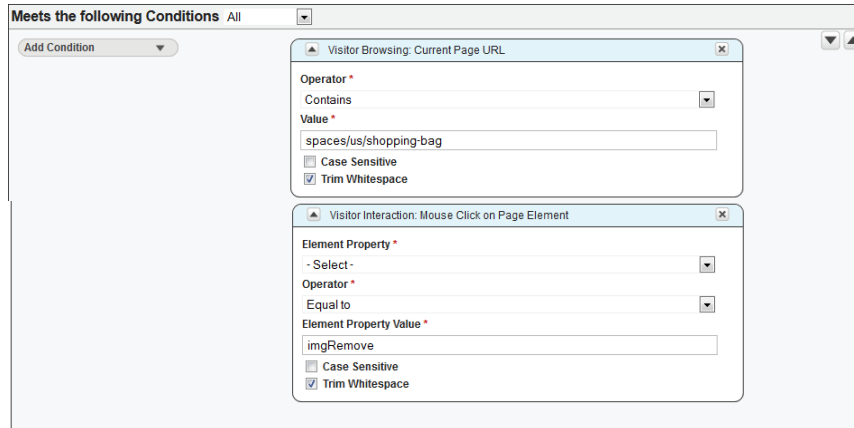 Meets the following Conditions All
Add Condition
Visitor Browsing: Current Page URL
Operator *
Contains
Value *
spaces/us/shopping-bag
Case Sensitive
Trim Whitespace
Visitor Interaction: Mouse Click on Page Element
Element Property *
- Select -
Operator *
Equal to
Element Property Value *
imgRemove
Case Sensitive
Trim Whitespace